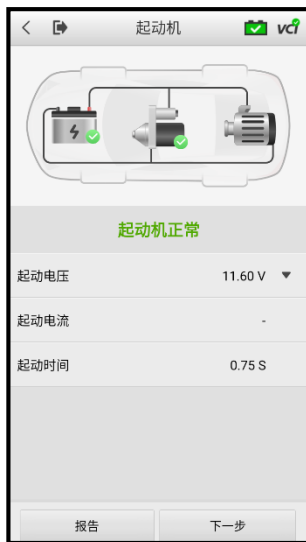 起动机
vci
起动机正常
起动电压 11.60 V
起动电流 -
起动时间 0.75 S
报告 下一步